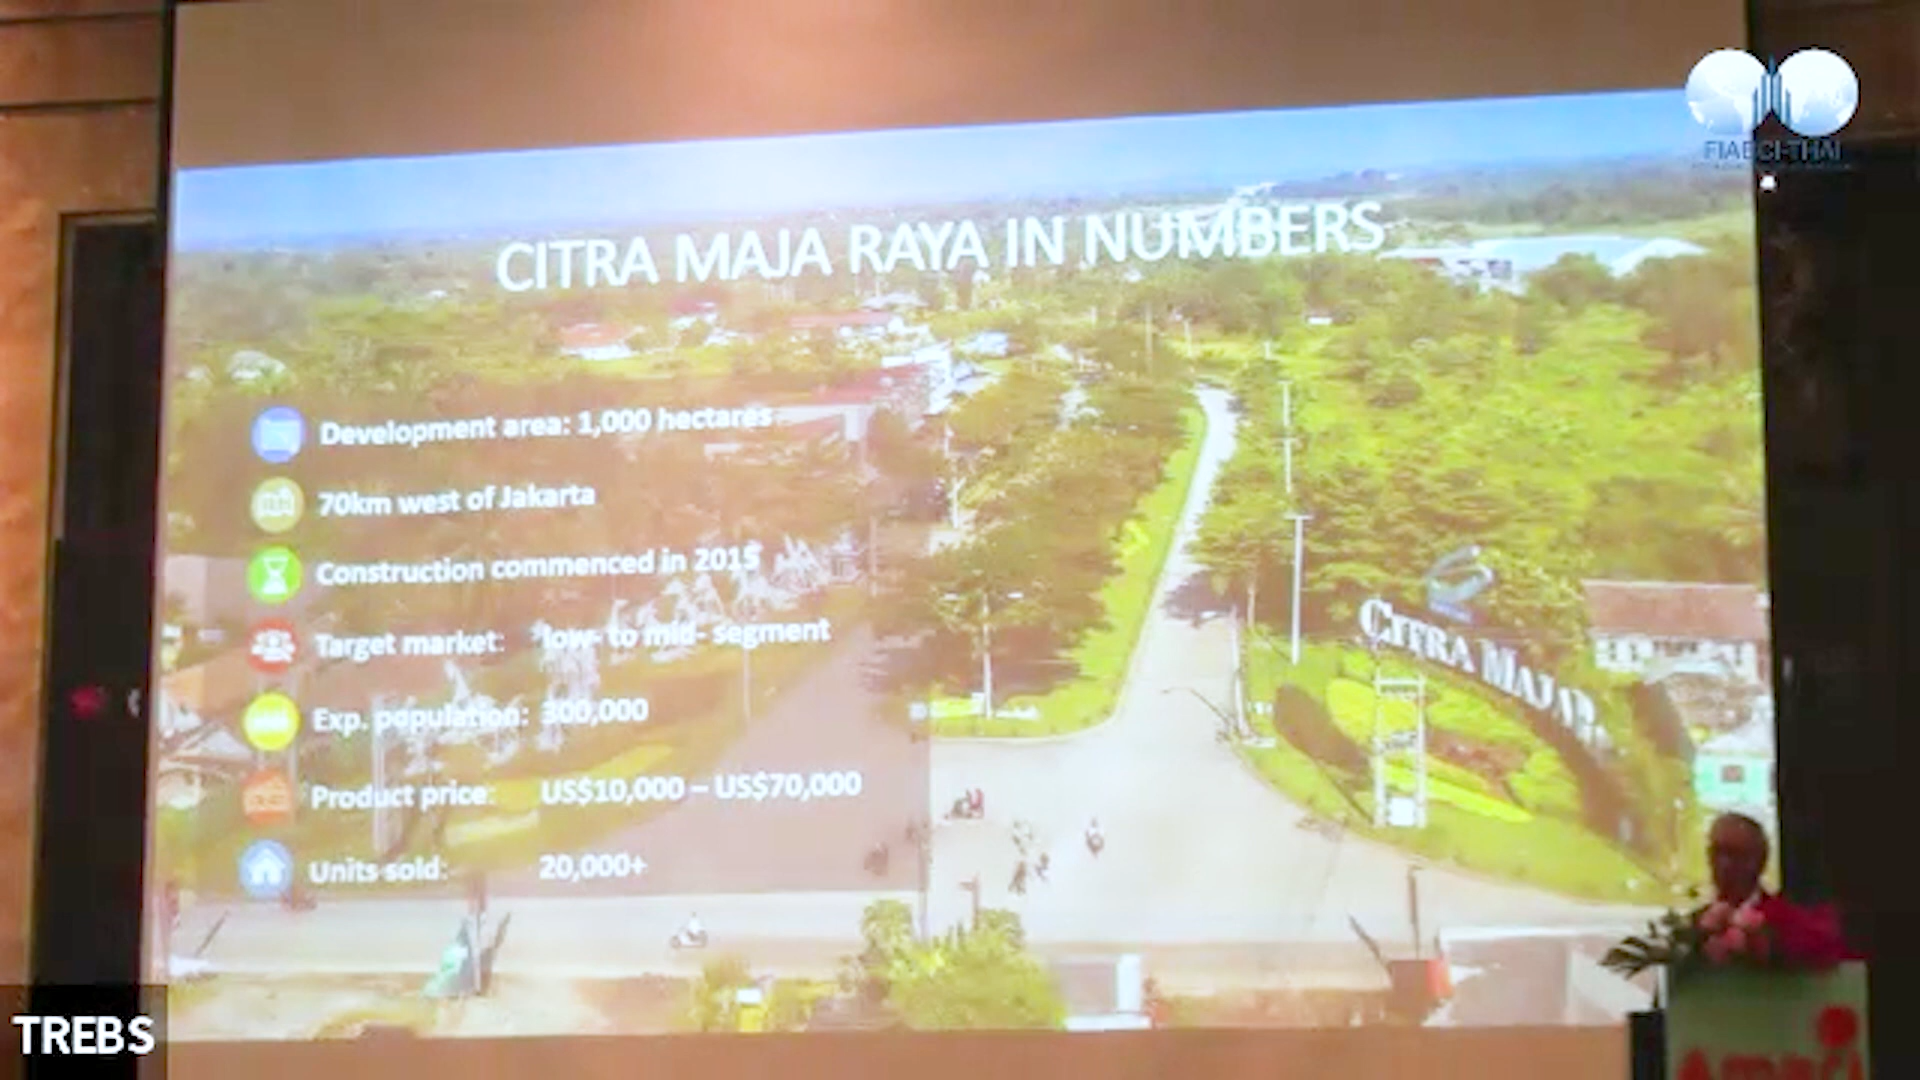 FIABCI-THAI
CITRA MAJA RAYA IN NUMBERS
Development area: 1,000 hectares
70km west of Jakarta
Construction commenced in 2015
Target market: low- to mid- segment
Exp. population: 300,000
Product price: US$10,000 – US$70,000
Units sold: 20,000+
CITRA MAJA R
TREBS
Amari